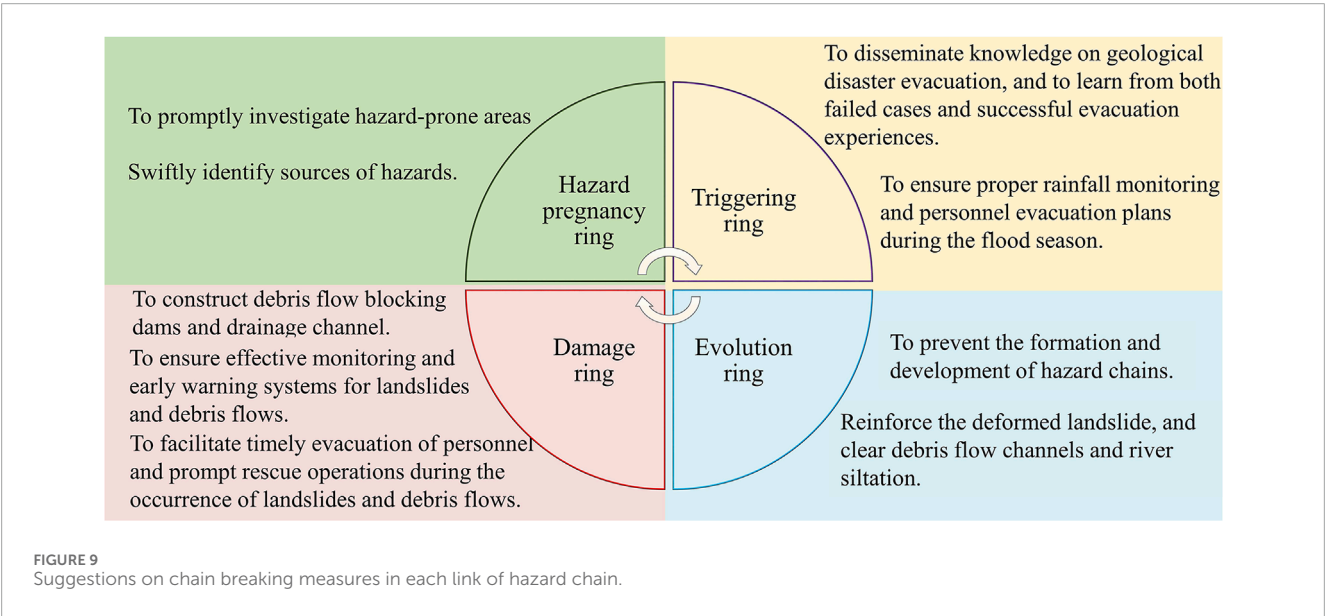 To promptly investigate hazard-prone areas
Swiftly identify sources of hazards.
Hazard
pregnancy
ring
To disseminate knowledge on geological
disaster evacuation, and to learn from both
failed cases and successful evacuation
experiences.
To ensure proper rainfall monitoring
and personnel evacuation plans
during the flood season.
Triggering
ring
To construct debris flow blocking
dams and drainage channel.
To ensure effective monitoring and
early warning systems for landslides
and debris flows.
To facilitate timely evacuation of personnel
and prompt rescue operations during the
occurrence of landslides and debris flows.
Damage
ring
Evolution
ring
To prevent the formation and
development of hazard chains.
Reinforce the deformed landslide, and
clear debris flow channels and river
siltation.
FIGURE 9
Suggestions on chain breaking measures in each link of hazard chain.